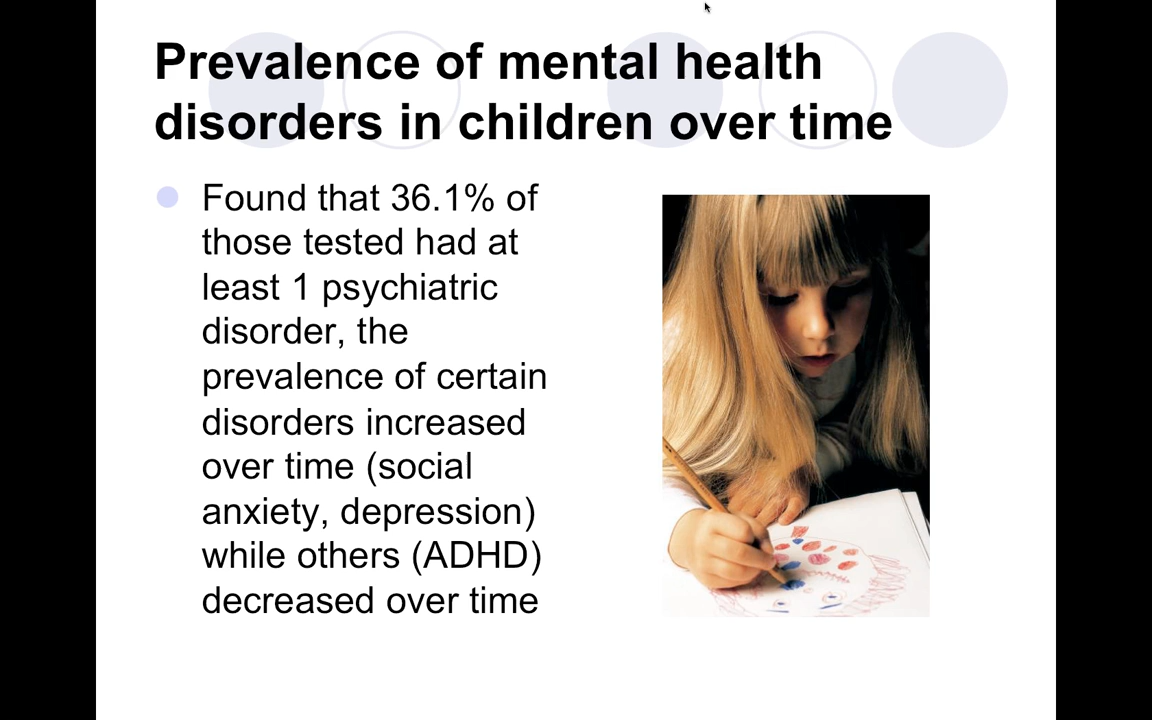 Prevalence of mental health
disorders in children over time
Found that 36.1% of
those tested had at
least 1 psychiatric
disorder, the
prevalence of certain
disorders increased
over time (social
anxiety, depression)
while others (ADHD)
decreased over time